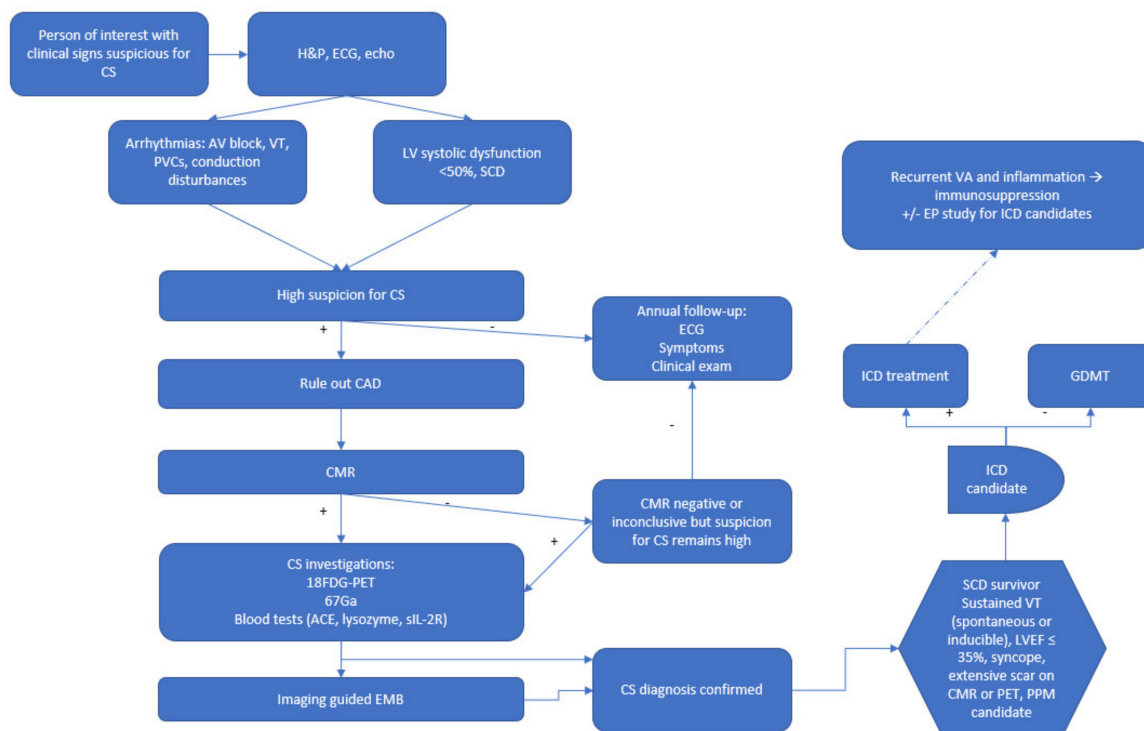 Person of interest with
clinical signs suspicious for
CS
H&P, ECG, echo
Arrhythmias: AV block, VT,
PVCs, conduction
disturbances
LV systolic dysfunction
<50%, SCD
Recurrent VA and inflammation →
immunosuppression
+/- EP study for ICD candidates
High suspicion for CS
+
-
Annual follow-up:
ECG
Symptoms
Clinical exam
Rule out CAD
ICD treatment
GDMT
+
-
-
CMR
ICD
candidate
+
-
CMR negative or
inconclusive but suspicion
for CS remains high
+
CS investigations:
18FDG-PET
67Ga
Blood tests (ACE, lysozyme, sIL-2R)
SCD survivor
Sustained VT
(spontaneous or
inducible), LVEF ≤
35%, syncope,
extensive scar on
CMR or PET, PPM
candidate
Imaging guided EMB
CS diagnosis confirmed